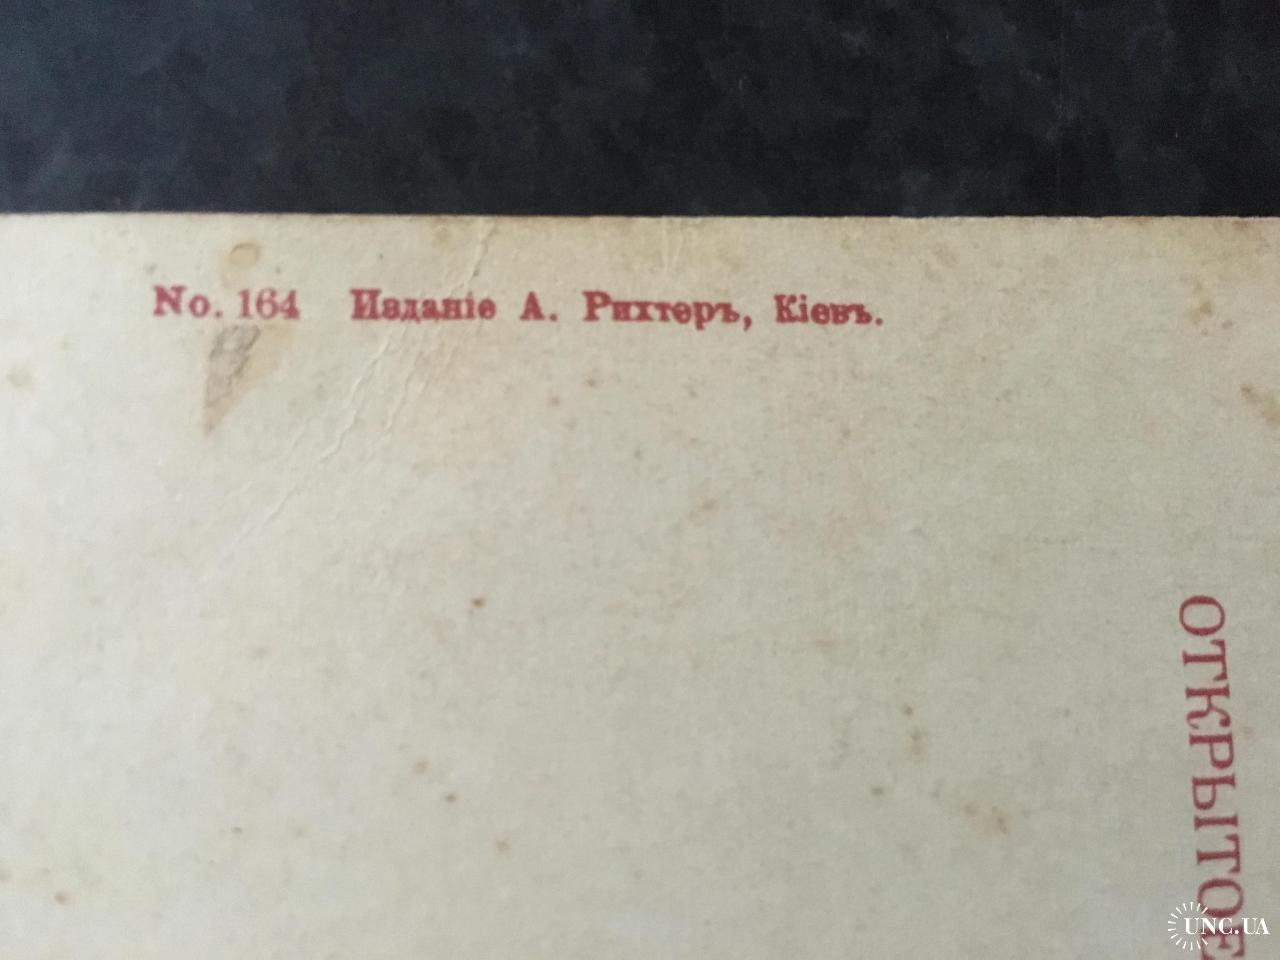 No. 164 Изданіе А. Рихтеръ, Кіевъ.
ОТКРЫТОЕ
UNC.UA